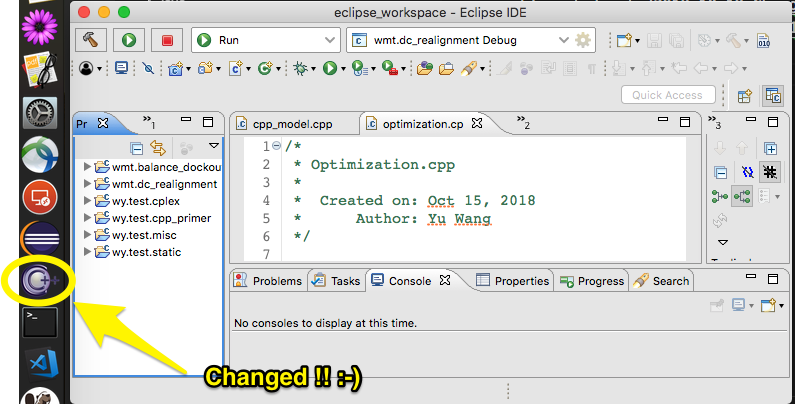 eclipse_workspace - Eclipse IDE
Run
wmt.dc_realignment Debug
010
Quick Access
Pr
»1
cpp_model.cpp
optimization.cp
»2
»3
wmt.balance_dockou
wmt.dc_realignment
wy.test.cplex
wy.test.cpp_primer
wy.test.misc
wy.test.static
1 /*
2 * Optimization.cpp
3 *
4 * Created on: Oct 15, 2018
5 * Author: Yu Wang
6 */
7
Problems
Tasks
Console
Properties
Progress
Search
No consoles to display at this time.
Changed !! :-)